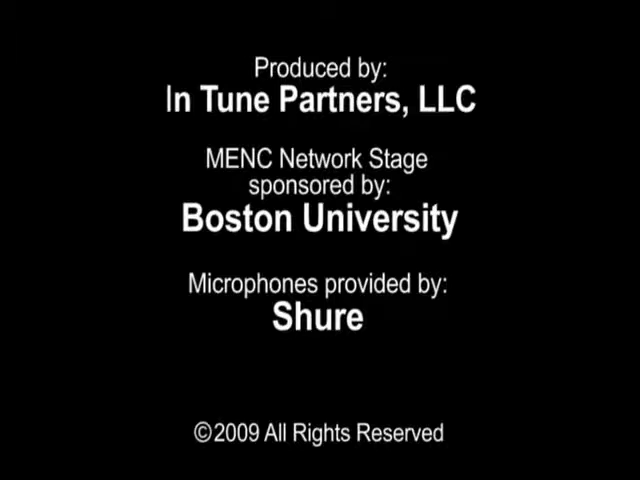 Produced by:
In Tune Partners, LLC
MENC Network Stage
sponsored by:
Boston University
Microphones provided by:
Shure
©2009 All Rights Reserved